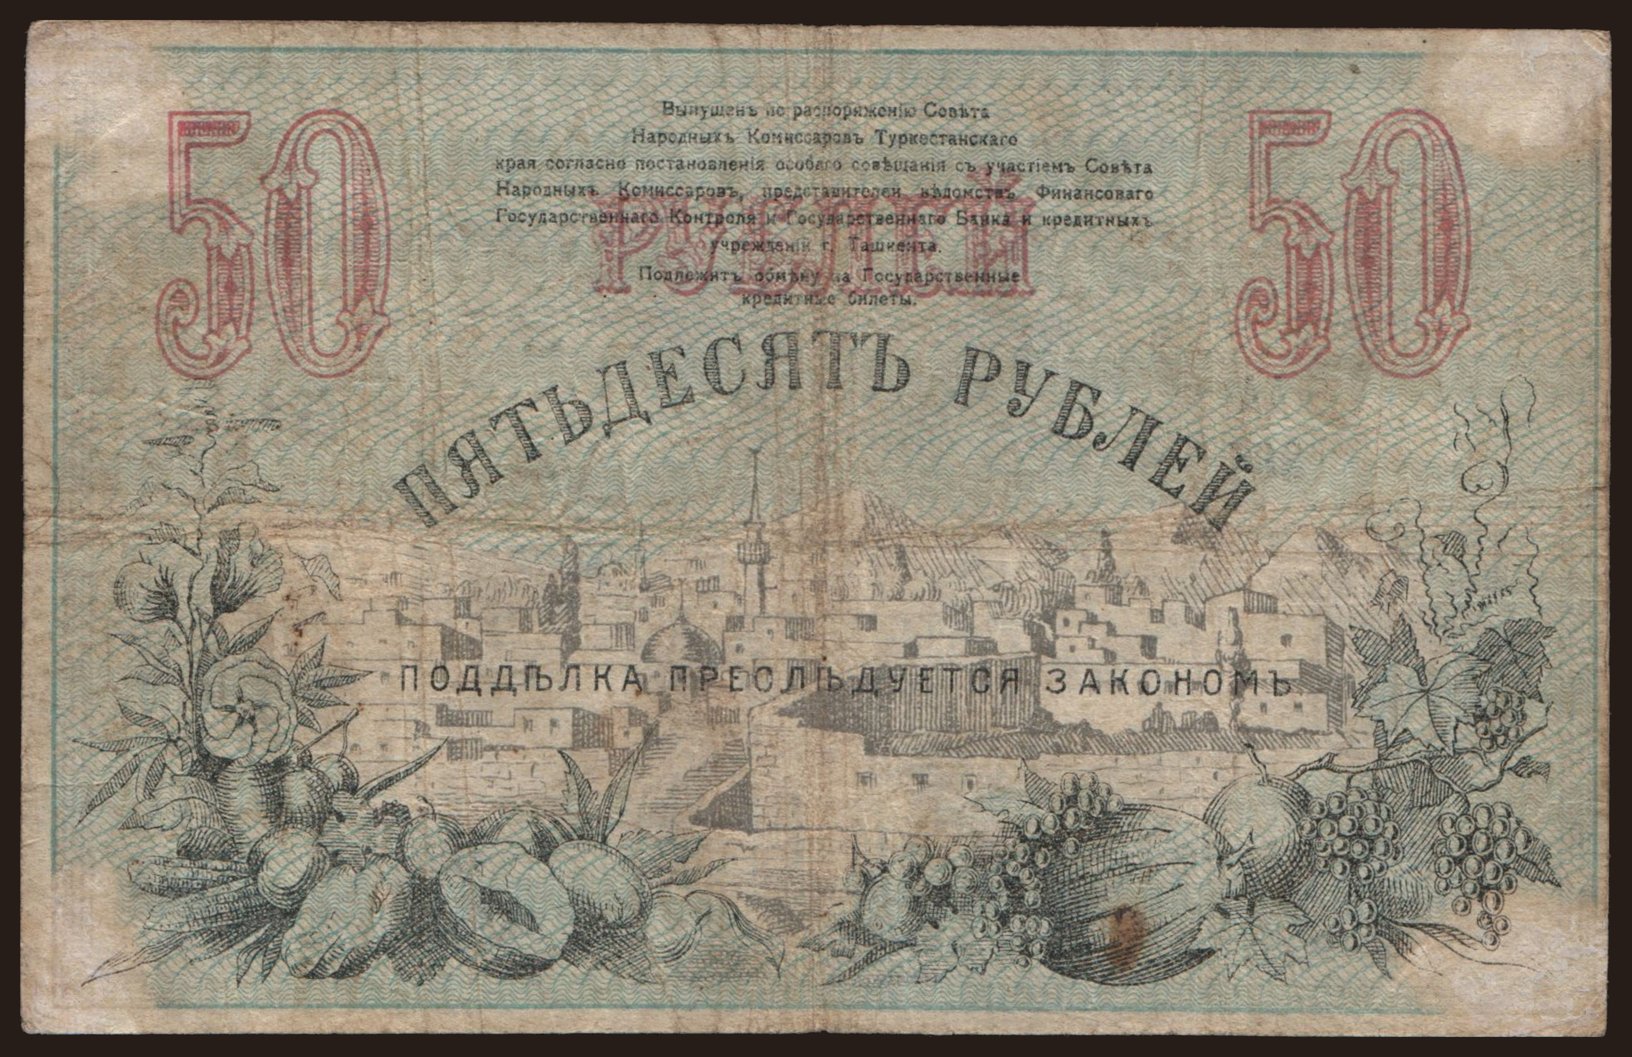 50
50
Выпущенъ по распоряженію Совѣта
Народныхъ Комиссаровъ Туркестанскаго
края согласно постановленія особаго совѣщанія съ участіемъ Совѣта
Народныхъ Комиссаровъ, представителей вѣдомствъ Финансоваго
Государственнаго Контроля и Государственнаго Банка и кредитныхъ
учрежденій г. Ташкента.
Подлежитъ обмѣну на Государственные
кредитные билеты.
РУБЛЕЙ
ПЯТЬДЕСЯТЪ РУБЛЕЙ
ПОДДѢЛКА ПРЕСЛѢДУЕТСЯ ЗАКОНОМЪ